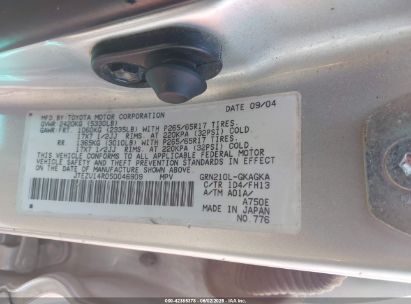 MFD BY: TOYOTA MOTOR CORPORATION DATE 09/04
GVWR 2420KG (5330LB)
GAWR FRT. 1060KG (2335LB) WITH P265/65R17 TIRES,
17X7 1/2JJ RIMS, AT 220KPA (32PSI) COLD.
RR. 1365KG (3010LB) WITH P265/65R17 TIRES,
17X7 1/2JJ RIMS, AT 220KPA (32PSI) COLD.
THIS VEHICLE CONFORMS TO ALL APPLICABLE FEDERAL MOTOR
VEHICLE SAFETY AND THEFT PREVENTION STANDARDS IN
EFFECT ON THE DATE OF MANUFACTURE SHOWN ABOVE.
JTEZU14R050046909 MPV
GRN210L-GKAGKA
C/TR 1D4/FH13
A/TM A01A/
A750E
MADE IN JAPAN
NO. 776